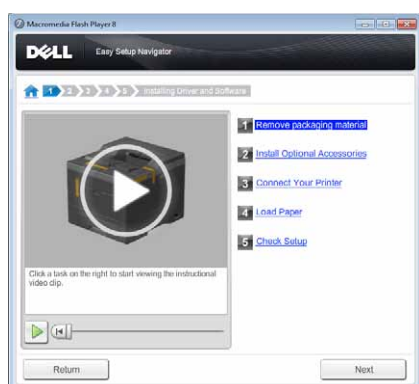 Macromedia Flash Player 8
DELL Easy Setup Navigator
1 2 3 4 5 Installing Driver and Software
1 Remove packaging material
2 Install Optional Accessories
3 Connect Your Printer
4 Load Paper
5 Check Setup
Click a task on the right to start viewing the instructional
video clip.
Return Next